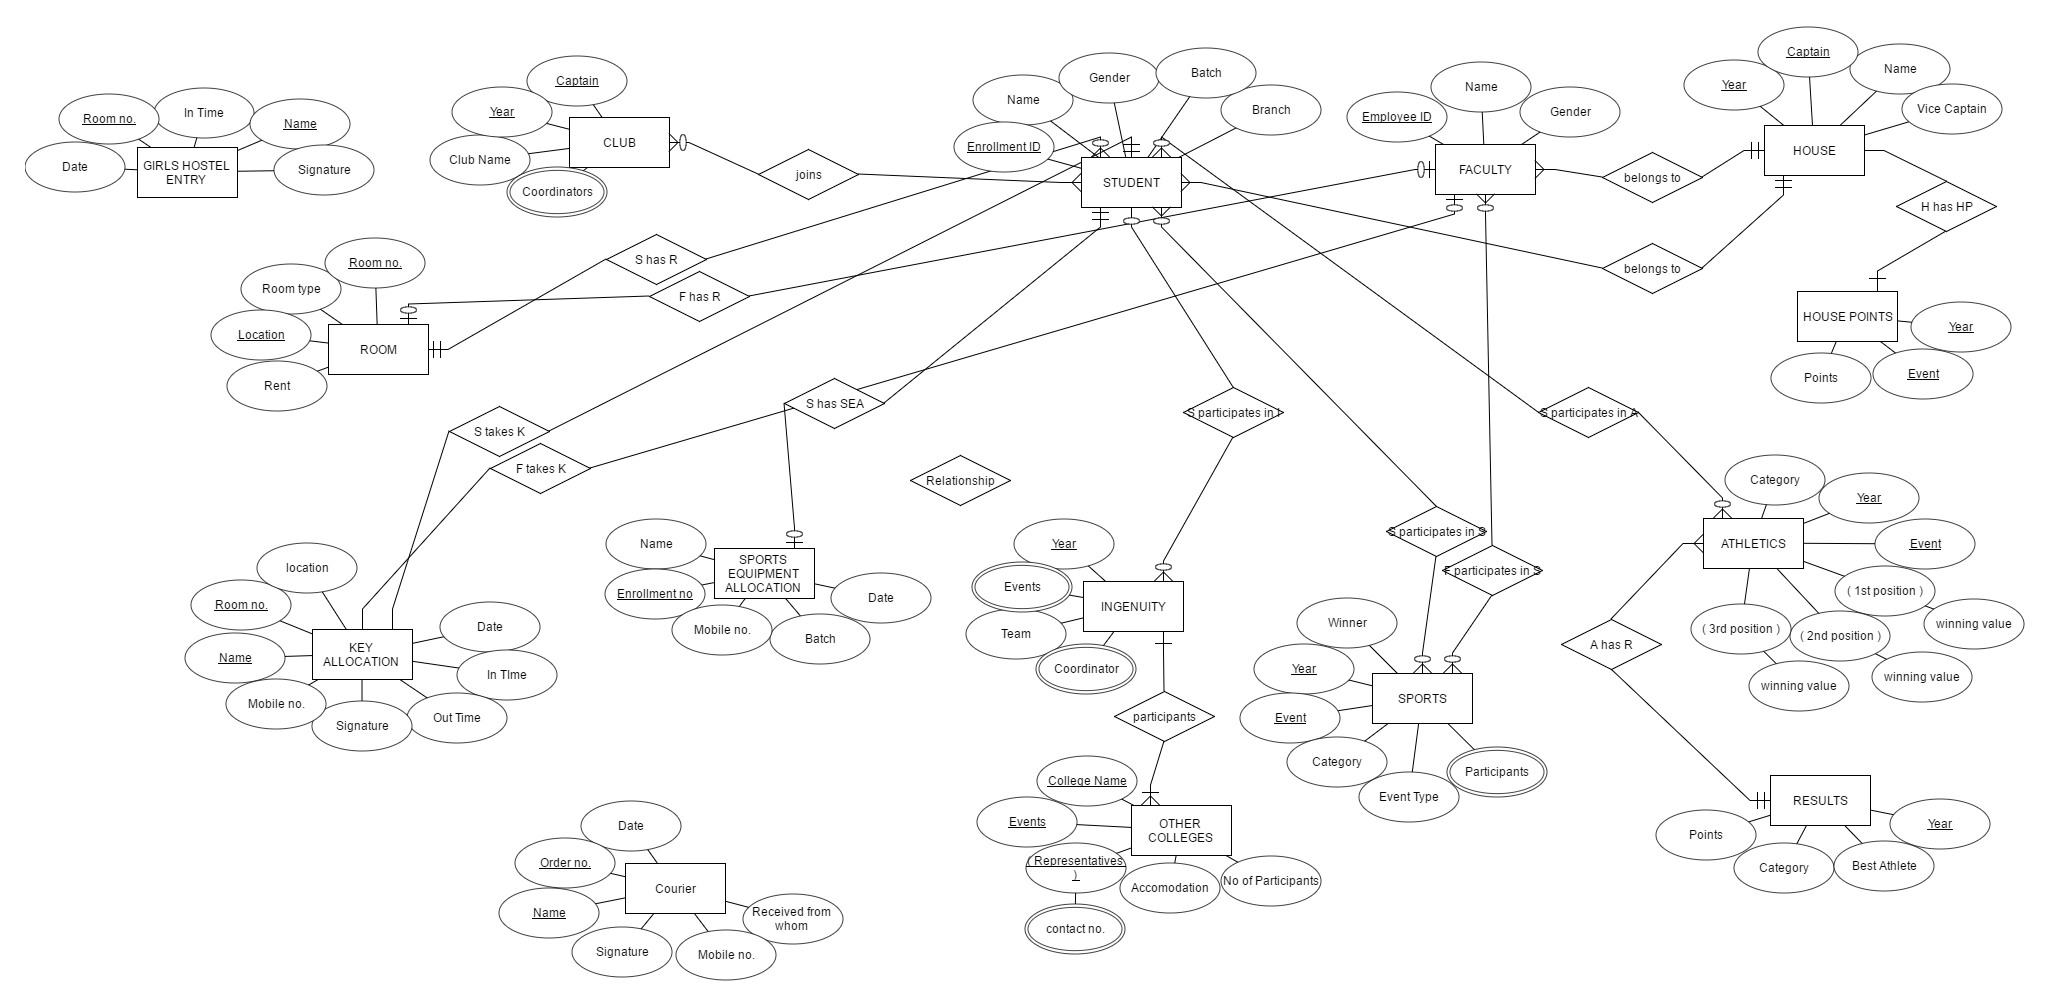 Room no.
In Time
Name
Date
GIRLS HOSTEL
ENTRY
Signature
Captain
Year
Club Name
CLUB
Coordinators
joins
Gender
Batch
Name
Branch
Enrollment ID
STUDENT
Name
Employee ID
Gender
FACULTY
belongs to
belongs to
Captain
Year
Name
Vice Captain
HOUSE
H has HP
HOUSE POINTS
Year
Points
Event
Room no.
Room type
Location
Rent
ROOM
S has R
F has R
S takes K
F takes K
S has SEA
Relationship
S participates in I
S participates in S
F participates in S
S participates in A
location
Room no.
Name
Mobile no.
Signature
Out Time
In TIme
Date
KEY
ALLOCATION
Name
Enrollment no
Mobile no.
Batch
Date
SPORTS
EQUIPMENT
ALLOCATION
Year
Events
Team
Coordinator
INGENUITY
participants
College Name
Events
( Representatives
)
contact no.
Accomodation
No of Participants
OTHER
COLLEGES
Winner
Year
Event
Category
Event Type
Participants
SPORTS
Category
Year
Event
ATHLETICS
( 1st position )
winning value
( 2nd position )
winning value
( 3rd position )
winning value
A has R
RESULTS
Points
Category
Best Athlete
Year
Date
Order no.
Name
Courier
Signature
Mobile no.
Received from
whom